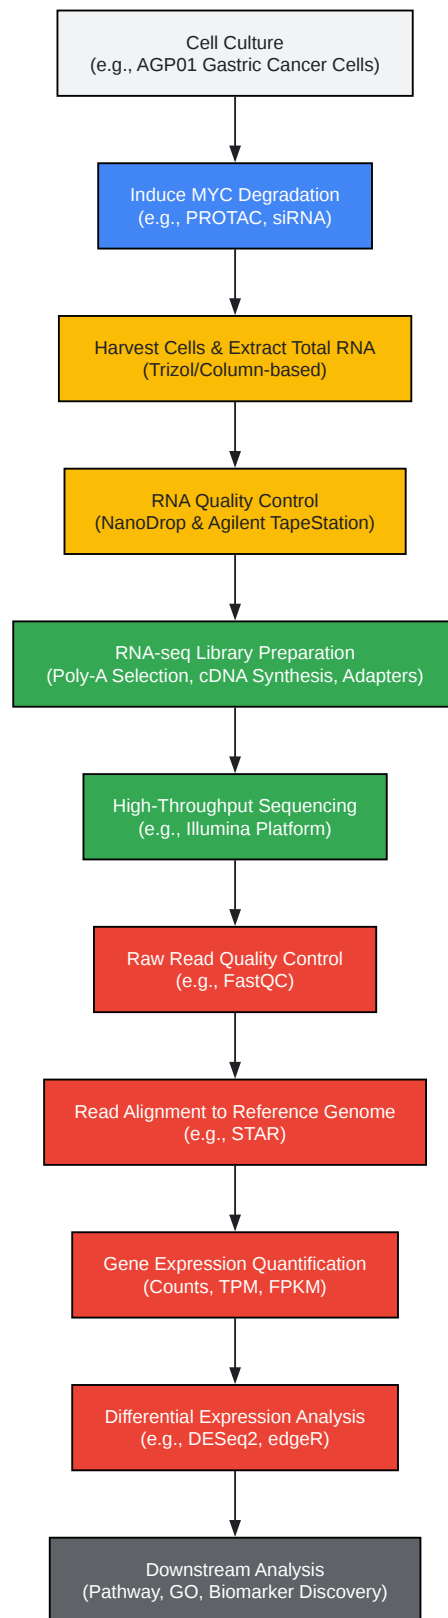 Cell Culture
(e.g., AGP01 Gastric Cancer Cells)
Induce MYC Degradation
(e.g., PROTAC, siRNA)
Harvest Cells & Extract Total RNA
(Trizol/Column-based)
RNA Quality Control
(NanoDrop & Agilent TapeStation)
RNA-seq Library Preparation
(Poly-A Selection, cDNA Synthesis, Adapters)
High-Throughput Sequencing
(e.g., Illumina Platform)
Raw Read Quality Control
(e.g., FastQC)
Read Alignment to Reference Genome
(e.g., STAR)
Gene Expression Quantification
(Counts, TPM, FPKM)
Differential Expression Analysis
(e.g., DESeq2, edgeR)
Downstream Analysis
(Pathway, GO, Biomarker Discovery)